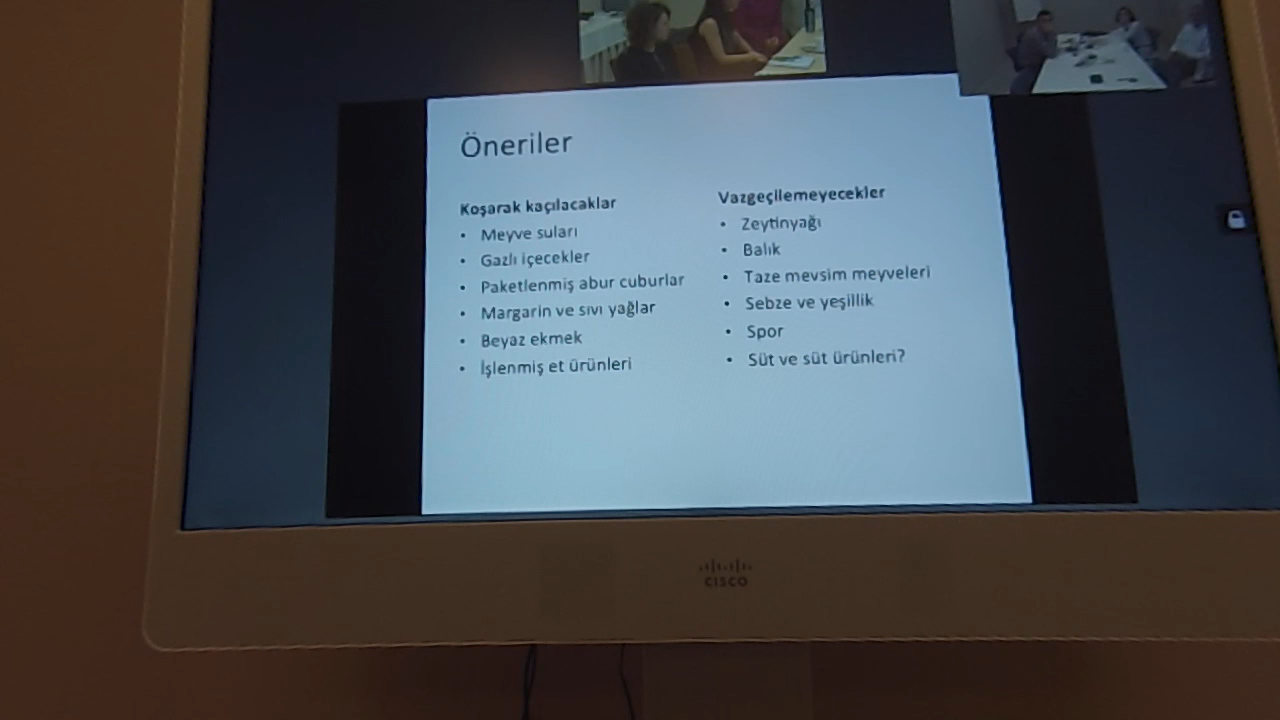 Öneriler
Koşarak kaçılacaklar
• Meyve suları
• Gazlı içecekler
• Paketlenmiş abur cuburlar
• Margarin ve sıvı yağlar
• Beyaz ekmek
• İşlenmiş et ürünleri
Vazgeçilemeyecekler
• Zeytinyağı
• Balık
• Taze mevsim meyveleri
• Sebze ve yeşillik
• Spor
• Süt ve süt ürünleri?
CISCO